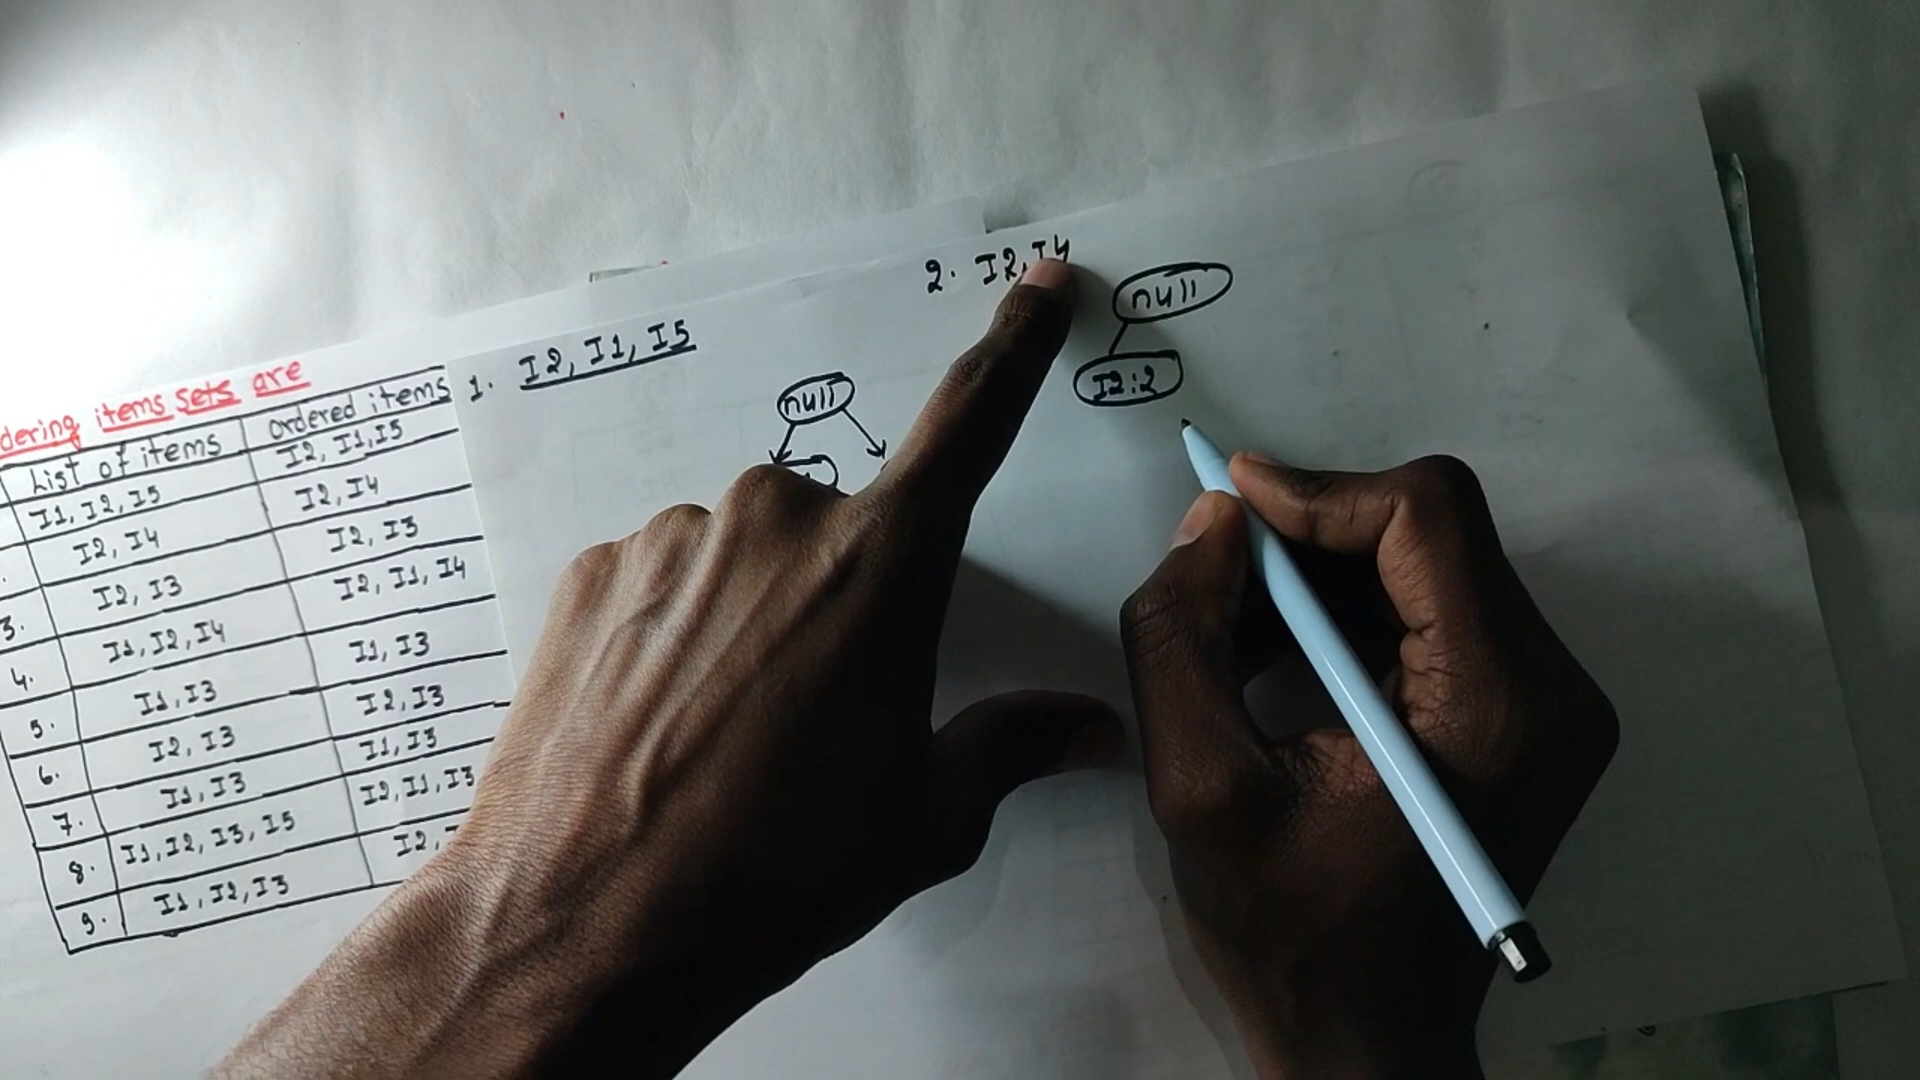 dering items sets are
List of items ordered items
I1, I2, I5 I2, I1, I5
I2, I4 I2, I4
3. I2, I3 I2, I3
4. I1, I2, I4 I2, I1, I4
5. I1, I3 I1, I3
6. I2, I3 I2, I3
7. I1, I3 I1, I3
8. I1, I2, I3, I5 I2, I1, I3
9. I1, I2, I3 I2,
1. I2, I1, I5
null
2. I2, I4
null
I2:2